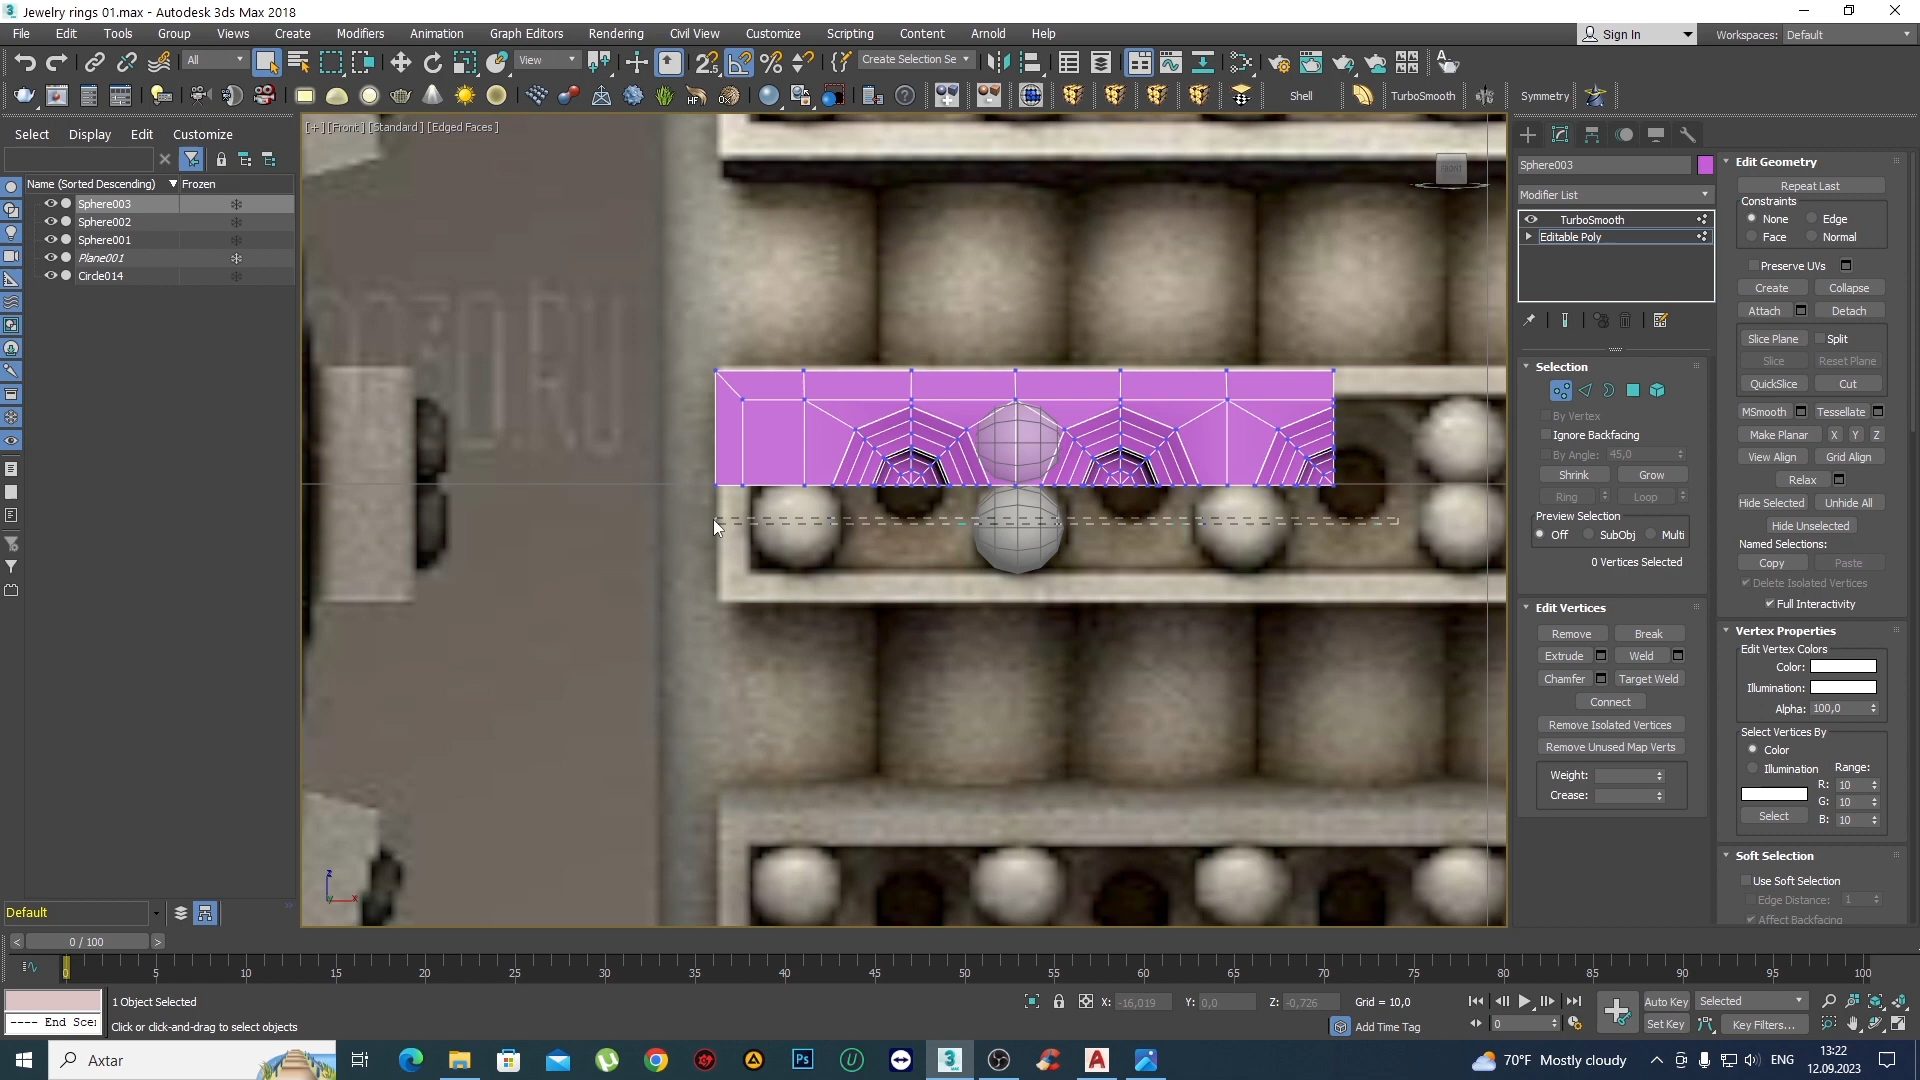 Jewelry rings 01.max - Autodesk 3ds Max 2018
File Edit Tools Group Views Create Modifiers Animation Graph Editors Rendering Civil View Customize Scripting Content Arnold Help
Sign In
Workspaces: Default
All
View
Create Selection Se
Shell
TurboSmooth
Symmetry
Select Display Edit Customize
Name (Sorted Descending) Frozen
Sphere003
Sphere002
Sphere001
Plane001
Circle014
[+] [Front] [Standard] [Edged Faces]
FRONT
Sphere003
Modifier List
TurboSmooth
Editable Poly
Selection
By Vertex
Ignore Backfacing
By Angle: 45,0
Shrink Grow
Ring Loop
Preview Selection
Off SubObj Multi
0 Vertices Selected
Edit Vertices
Remove Break
Extrude Weld
Chamfer Target Weld
Connect
Remove Isolated Vertices
Remove Unused Map Verts
Weight:
Crease:
Edit Geometry
Repeat Last
Constraints
None Edge
Face Normal
Preserve UVs
Create Collapse
Attach Detach
Slice Plane Split
Slice Reset Plane
QuickSlice Cut
MSmooth Tessellate
Make Planar X Y Z
View Align Grid Align
Relax
Hide Selected Unhide All
Hide Unselected
Named Selections:
Copy Paste
Delete Isolated Vertices
Full Interactivity
Vertex Properties
Edit Vertex Colors
Color:
Illumination:
Alpha: 100,0
Select Vertices By
Color
Illumination Range:
R: 10
G: 10
Select B: 10
Soft Selection
Use Soft Selection
Edge Distance: 1
Affect Backfacing
z
x
Default
< 0 / 100 >
0 5 10 15 20 25 30 35 40 45 50 55 60 65 70 75 80 85 90 95 100
1 Object Selected
X: -16,019 Y: 0,0 Z: -0,726 Grid = 10,0
Auto Key Selected
---- End Sce
Click or click-and-drag to select objects
Add Time Tag
0
Set Key Key Filters...
Axtar
Ps
70°F Mostly cloudy
ENG
13:22
12.09.2023